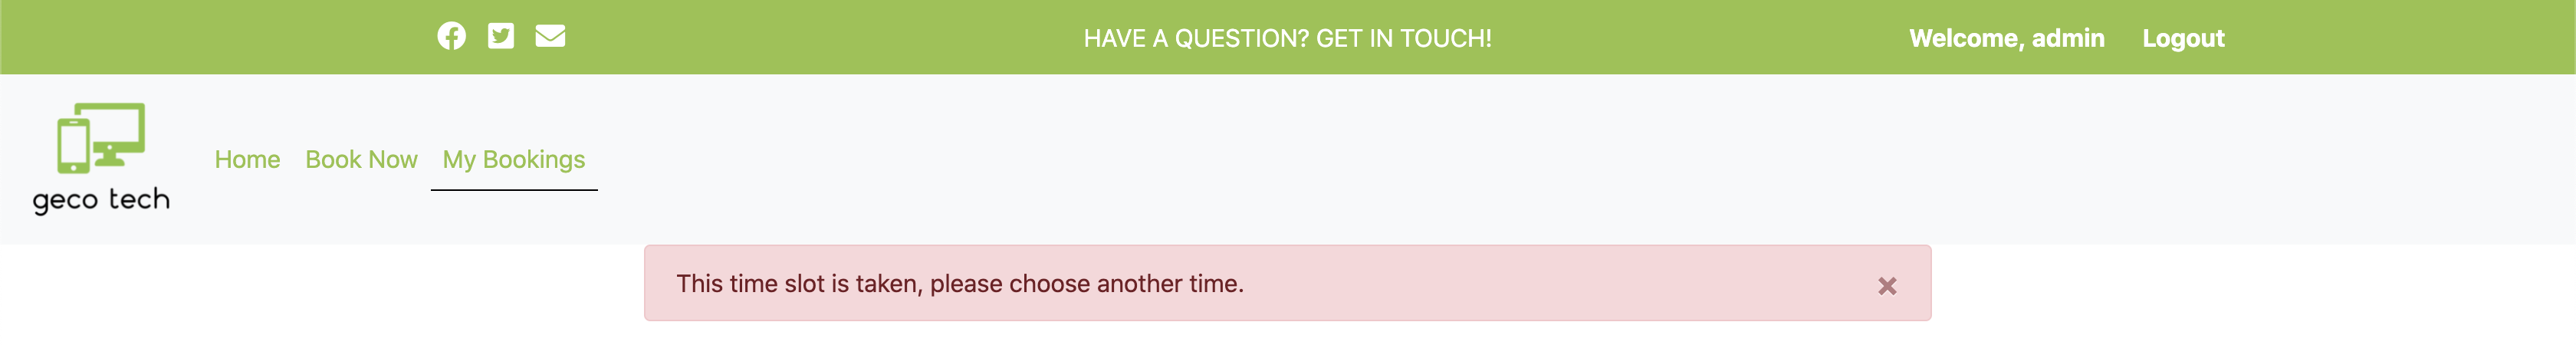 HAVE A QUESTION? GET IN TOUCH!
Welcome, admin
Logout
geco tech
Home
Book Now
My Bookings
This time slot is taken, please choose another time.
×